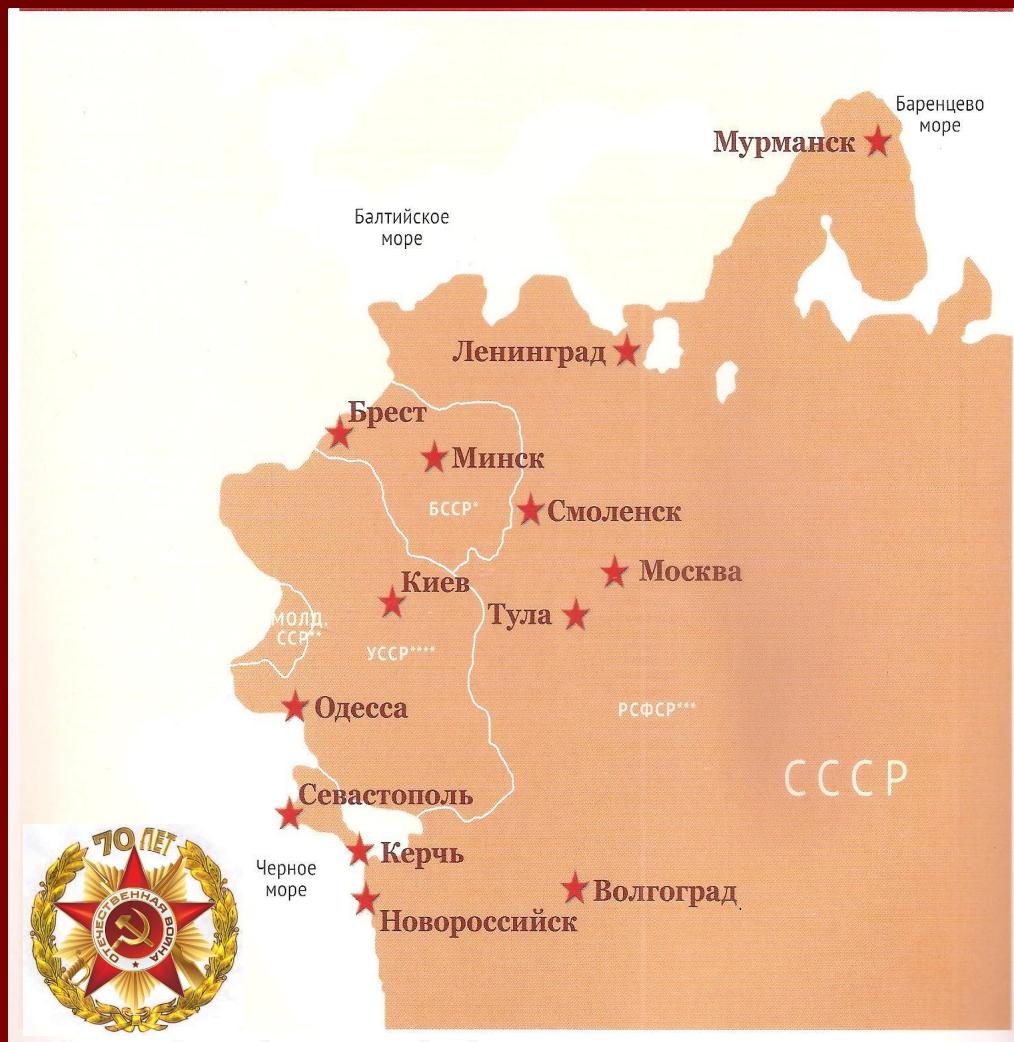 Баренцево
море
Мурманск
Балтийское
море
Ленинград
Брест
Минск
БССР*
Смоленск
Москва
Киев
Тула
МОЛД.
ССР**
УССР****
Одесса
РСФСР***
СССР
Севастополь
70 ЛЕТ
ОТЕЧЕСТВЕННАЯ ВОЙНА
Керчь
Черное
море
Волгоград
Новороссийск